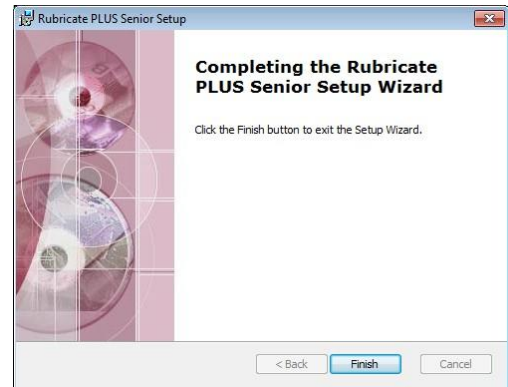 Rubricate PLUS Senior Setup
Completing the Rubricate
PLUS Senior Setup Wizard
Click the Finish button to exit the Setup Wizard.
< Back Finish Cancel